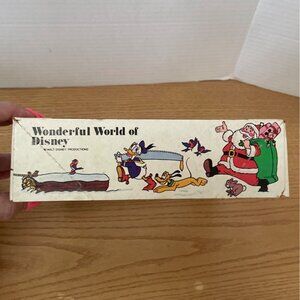 Wonderful World of
Disney
© WALT DISNEY PRODUCTIONS